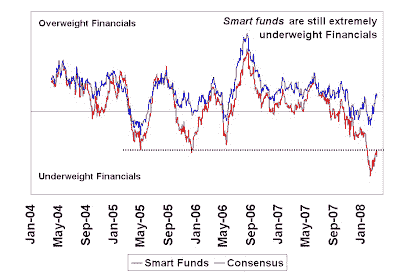 Overweight Financials
Smart funds are still extremely
underweight Financials
Underweight Financials
Jan-04
May-04
Sep-04
Jan-05
May-05
Sep-05
Jan-06
May-06
Sep-06
Jan-07
May-07
Sep-07
Jan-08
Smart Funds
Consensus